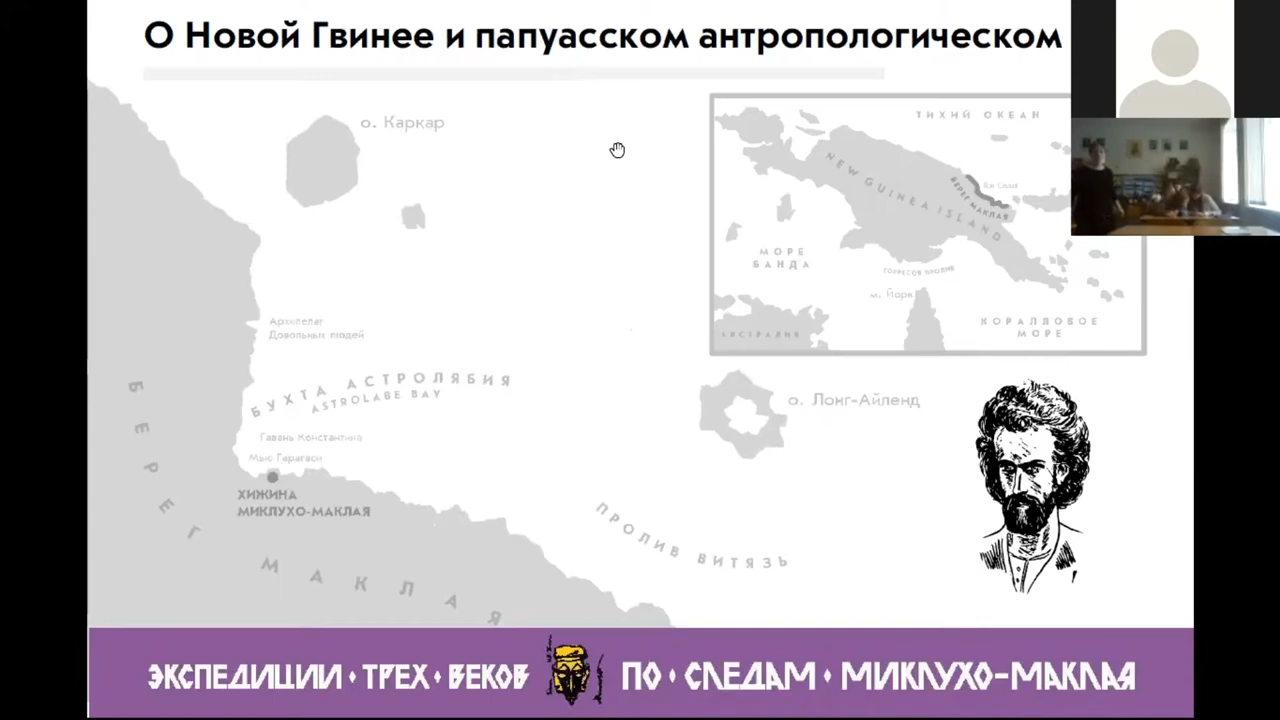 О Новой Гвинее и папуасском антропологическом
о. Каркар
ТИХИЙ ОКЕАН
NEW GUINEA ISLAND
БЕРЕГ МАКЛАЯ
МОРЕ
БАНДА
ТОРРЕСОВ ПРОЛИВ
м. Йорк
АВСТРАЛИЯ
КОРАЛЛОВОЕ
МОРЕ
Архипелаг
Довольных людей
БУХТА АСТРОЛЯБИЯ
ASTROLABE BAY
Гавань Константина
Мыс Гарагаси
ХИЖИНА
МИКЛУХО-МАКЛАЯ
БЕРЕГ МАКЛАЯ
о. Лонг-Айленд
ПРОЛИВ ВИТЯЗЬ
ЭКСПЕДИЦИИ • ТРЕХ • ВЕКОВ
ПО • СЛЕДАМ • МИКЛУХО-МАКЛАЯ